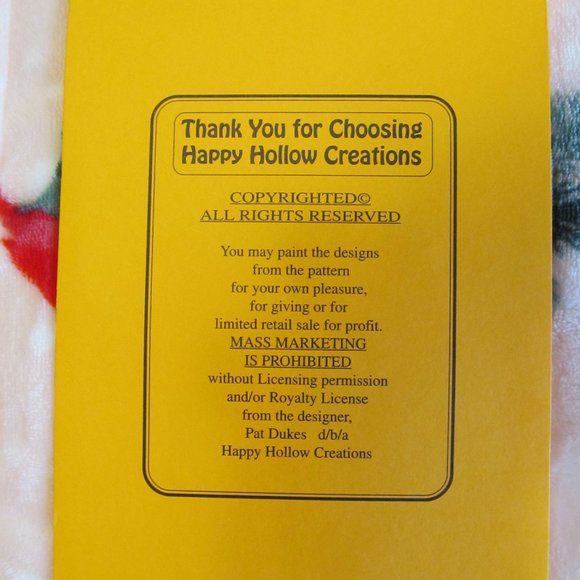 Thank You for Choosing
Happy Hollow Creations
COPYRIGHTED©
ALL RIGHTS RESERVED
You may paint the designs
from the pattern
for your own pleasure,
for giving or for
limited retail sale for profit.
MASS MARKETING
IS PROHIBITED
without Licensing permission
and/or Royalty License
from the designer,
Pat Dukes d/b/a
Happy Hollow Creations